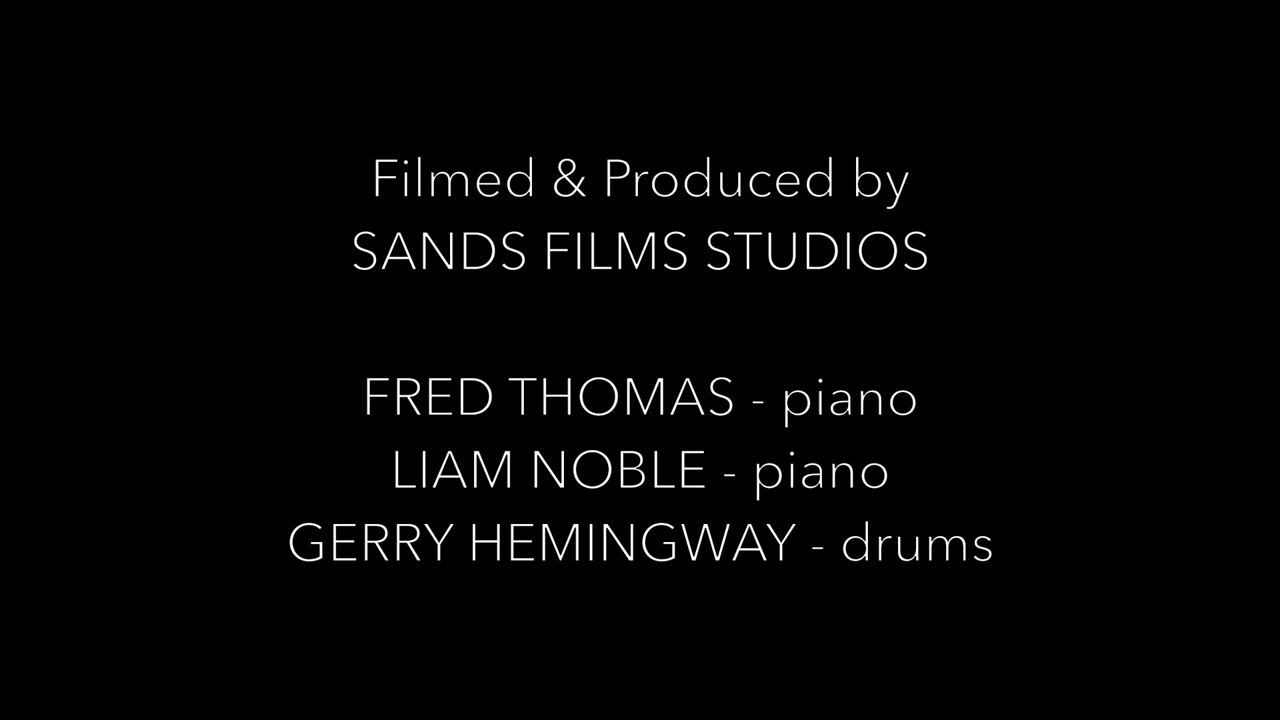 Filmed & Produced by
SANDS FILMS STUDIOS
FRED THOMAS - piano
LIAM NOBLE - piano
GERRY HEMINGWAY - drums